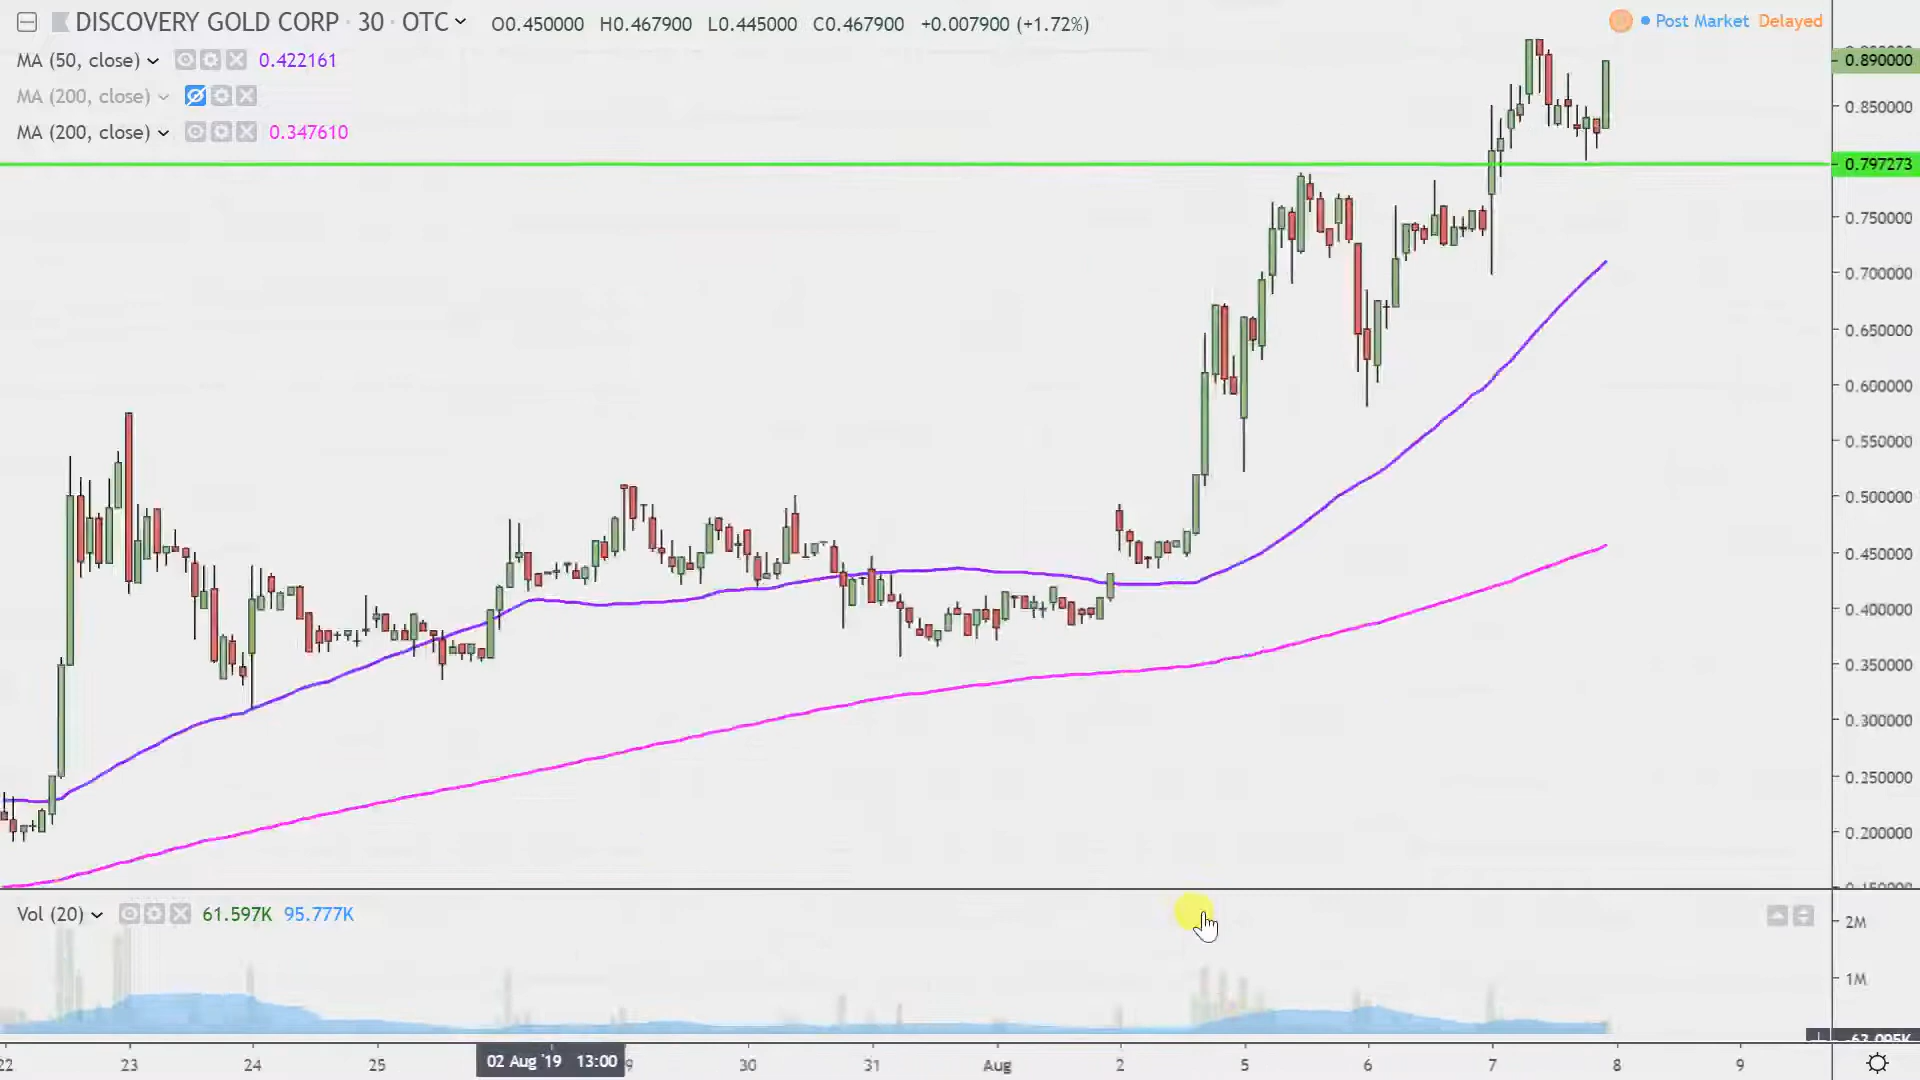 DISCOVERY GOLD CORP · 30 · OTC
O0.450000 H0.467900 L0.445000 C0.467900 +0.007900 (+1.72%)
Post Market Delayed
MA (50, close) 0.422161
MA (200, close)
MA (200, close) 0.347610
0.890000
0.850000
0.797273
0.750000
0.700000
0.650000
0.600000
0.550000
0.500000
0.450000
0.400000
0.350000
0.300000
0.250000
0.200000
Vol (20) 61.597K 95.777K
2M
1M
22 23 24 25 02 Aug '19 13:00 30 31 Aug 2 5 6 7 8 9